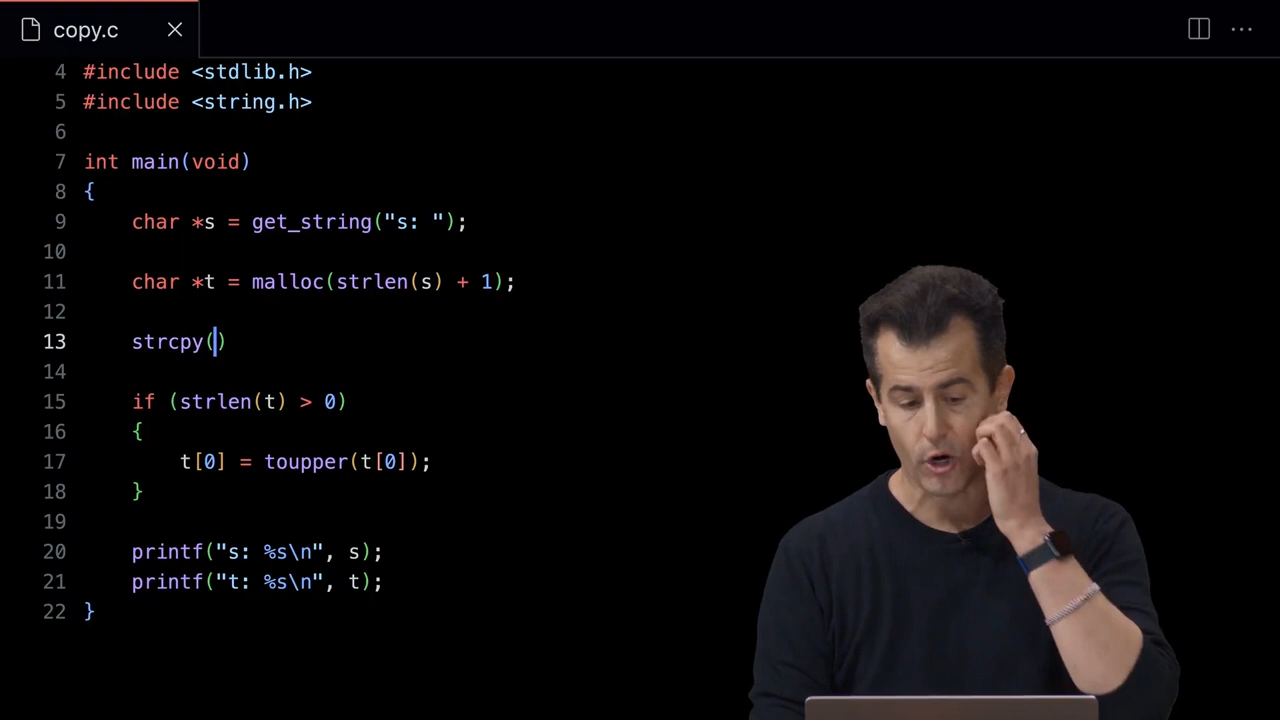 copy.c
4 #include <stdlib.h>
5 #include <string.h>
6
7 int main(void)
8 {
9 char *s = get_string("s: ");
10
11 char *t = malloc(strlen(s) + 1);
12
13 strcpy()
14
15 if (strlen(t) > 0)
16 {
17 t[0] = toupper(t[0]);
18 }
19
20 printf("s: %s\n", s);
21 printf("t: %s\n", t);
22 }